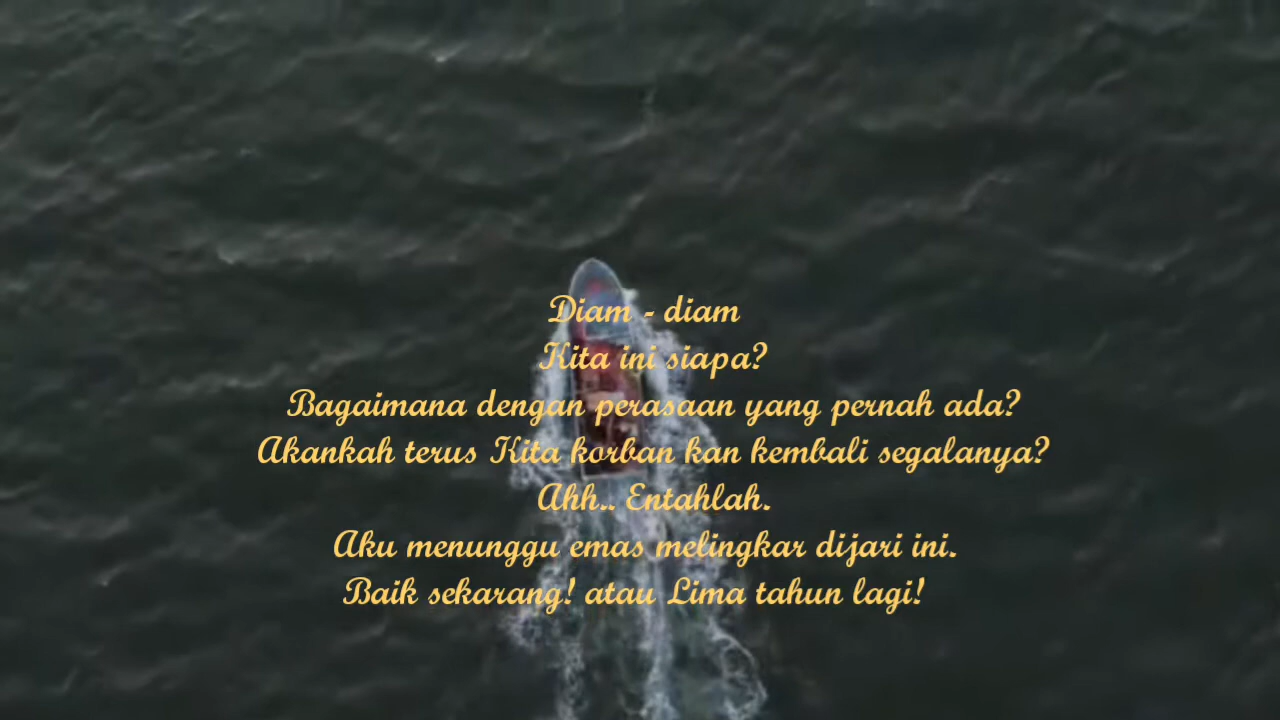 Diam - diam
Kita ini siapa?
Bagaimana dengan perasaan yang pernah ada?
Akankah terus Kita korban kan kembali segalanya?
Ahh.. Entahlah.
Aku menunggu emas melingkar dijari ini.
Baik sekarang! atau Lima tahun lagi!